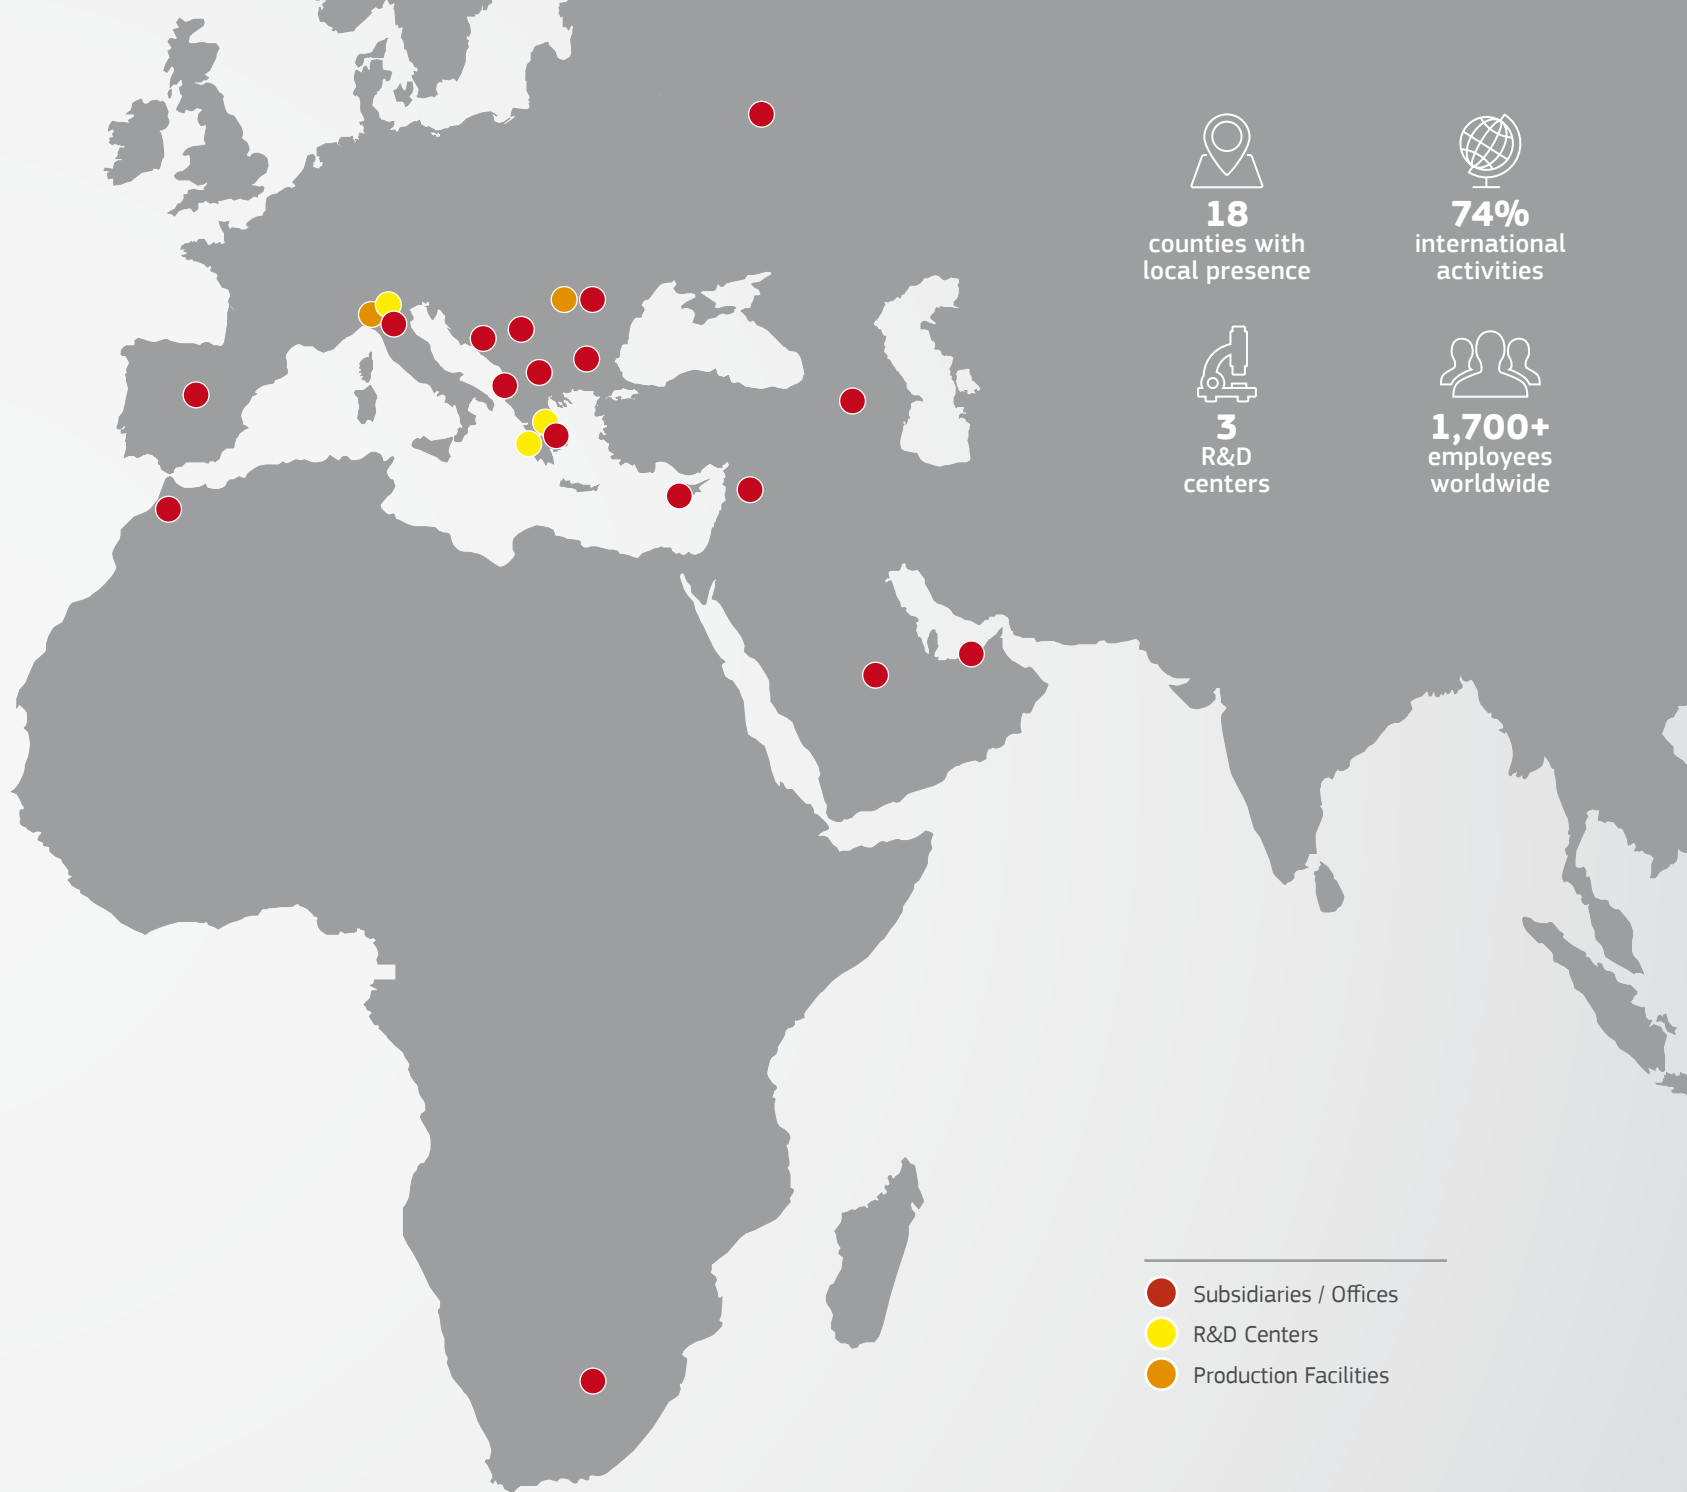 18
counties with
local presence
74%
international
activities
3
R&D
centers
1,700+
employees
worldwide
Subsidiaries / Offices
R&D Centers
Production Facilities